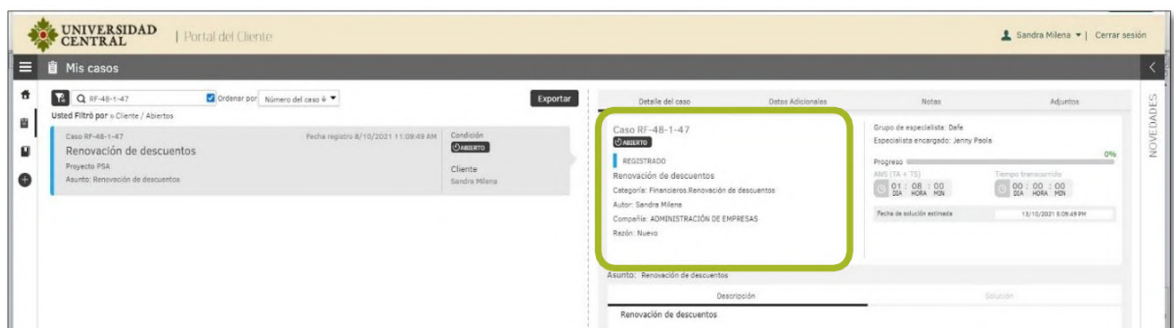 UNIVERSIDAD CENTRAL | Portal del Cliente
Sandra Milena | Cerrar sesión
Mis casos
RF-48-1-47 Ordenar por Número del caso Exportar
Usted Filtró por » Cliente / Abiertos
Caso RF-48-1-47 Fecha registro 8/10/2021 11:09:49 AM Condición
Renovación de descuentos ABIERTO
Proyecto PSA Cliente
Asunto: Renovación de descuentos Sandra Milena
Detalle del caso Datos Adicionales Notas Adjuntos
Caso RF-48-1-47
ABIERTO
REGISTRADO
Renovación de descuentos
Categoría: Financieros.Renovación de descuentos
Autor: Sandra Milena
Compañía: ADMINISTRACIÓN DE EMPRESAS
Razón: Nuevo
Grupo de especialista: Dafe
Especialista encargado: Jenny Paola
Progreso 0%
ANS (TA + TS) Tiempo transcurrido
01 : 08 : 00 00 : 00 : 00
DIA HORA MIN DIA HORA MIN
Fecha de solución estimada 13/10/2021 5:09:49 PM
Asunto: Renovación de descuentos
Descripción Solución
Renovación de descuentos
NOVEDADES